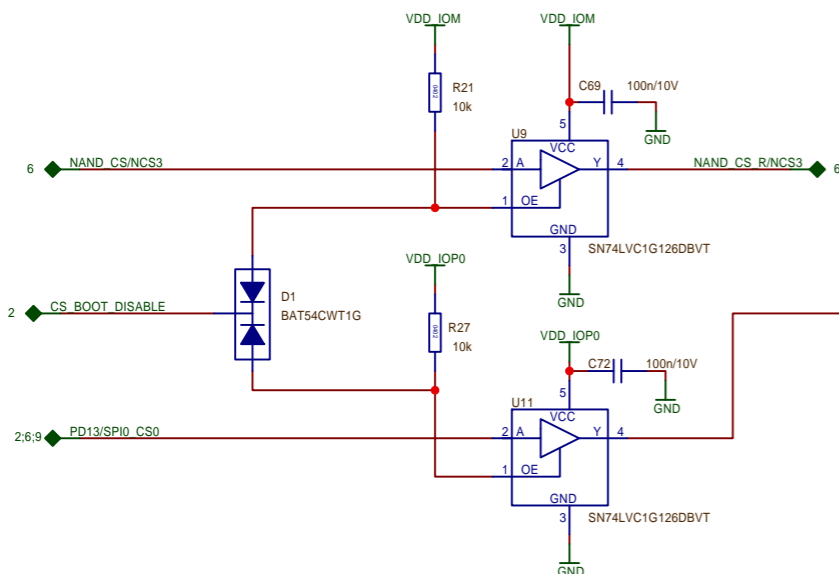 VDD_IOM
VDD_IOM
R21
10k
0402
C69
100n/10V
GND
U9
5
VCC
6
NAND_CS/NCS3
2
A
Y
4
NAND_CS_R/NCS3
6
1
OE
GND
3
SN74LVC1G126DBVT
GND
VDD_IOP0
D1
BAT54CWT1G
2
CS_BOOT_DISABLE
R27
10k
0402
VDD_IOP0
C72
100n/10V
GND
U11
5
VCC
2;6;9
PD13/SPI0_CS0
2
A
Y
4
1
OE
GND
3
SN74LVC1G126DBVT
GND